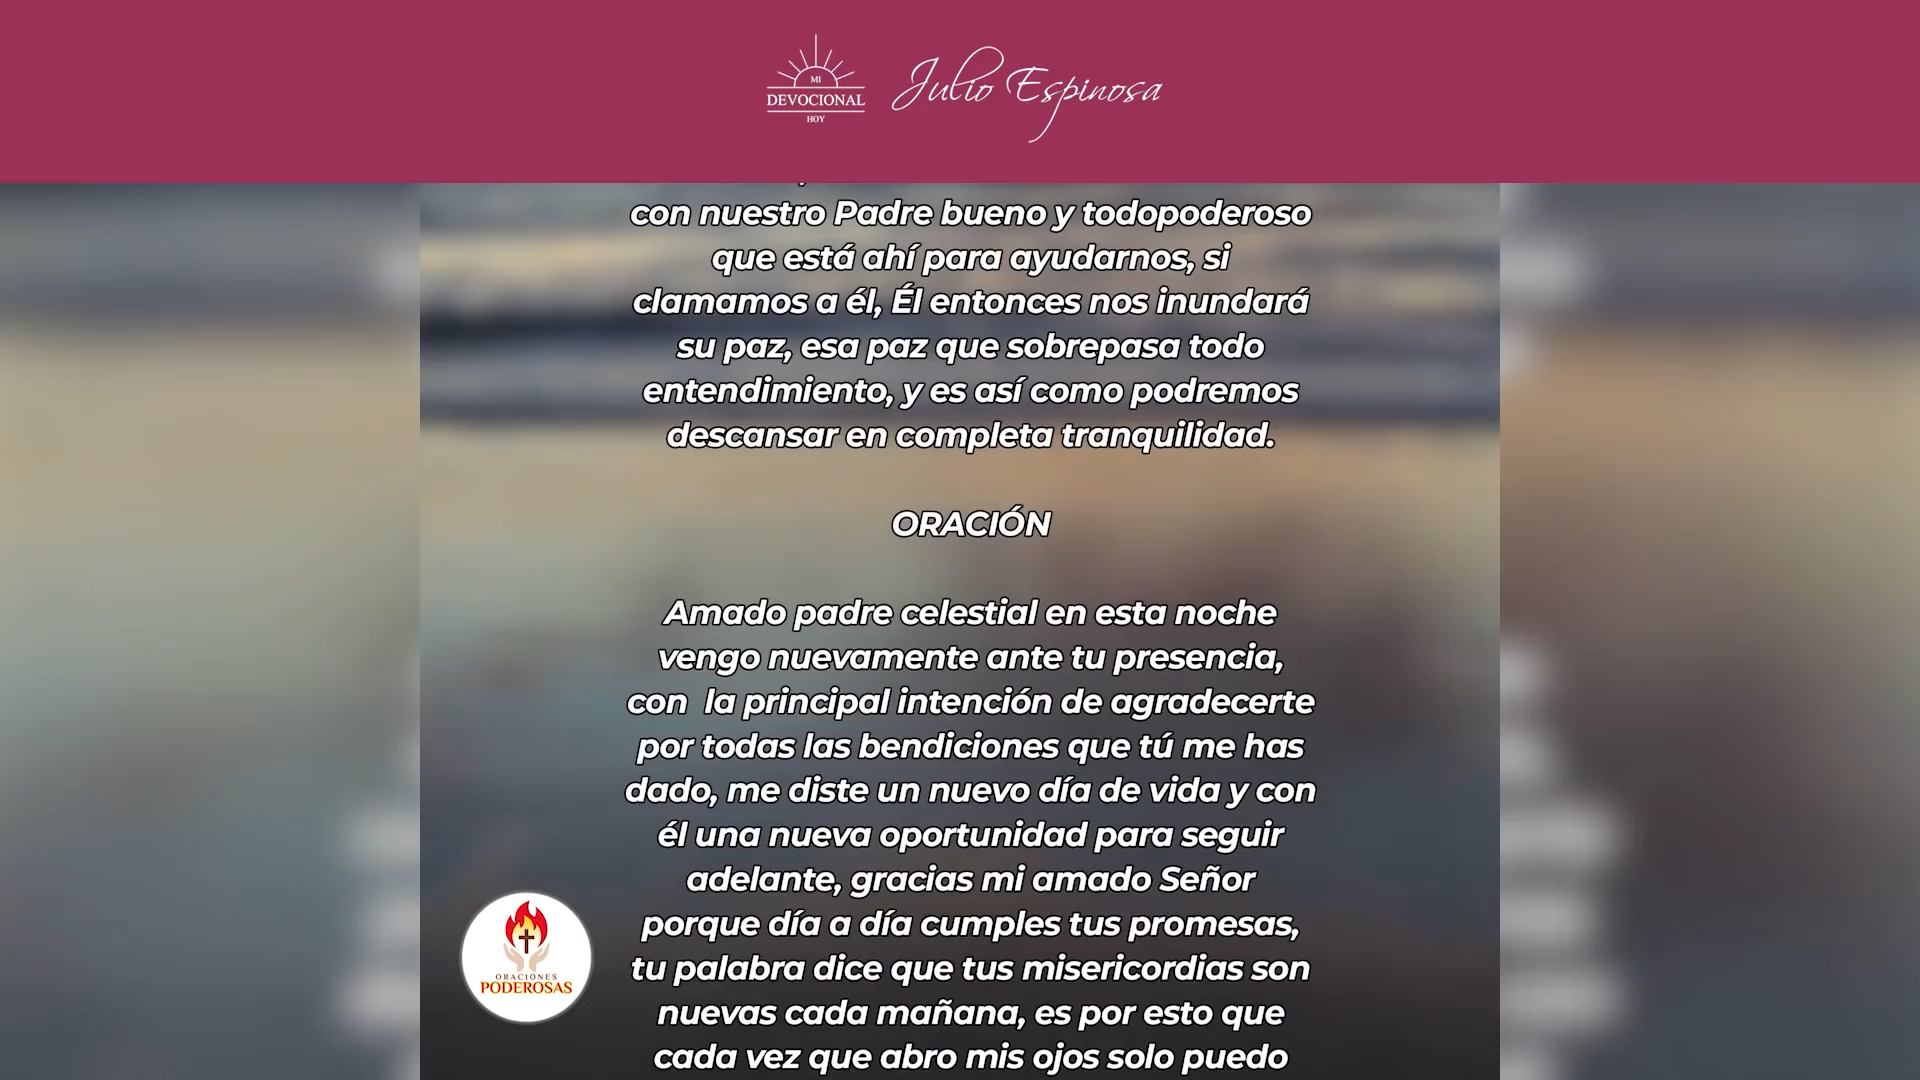 MI
DEVOCIONAL
HOY
Julio Espinosa
con nuestro Padre bueno y todopoderoso
que está ahí para ayudarnos, si
clamamos a él, Él entonces nos inundará
su paz, esa paz que sobrepasa todo
entendimiento, y es así como podremos
descansar en completa tranquilidad.
ORACIÓN
Amado padre celestial en esta noche
vengo nuevamente ante tu presencia,
con  la principal intención de agradecerte
por todas las bendiciones que tú me has
dado, me diste un nuevo día de vida y con
él una nueva oportunidad para seguir
adelante, gracias mi amado Señor
porque día a día cumples tus promesas,
tu palabra dice que tus misericordias son
nuevas cada mañana, es por esto que
cada vez que abro mis ojos solo puedo
ORACIONES
PODEROSAS